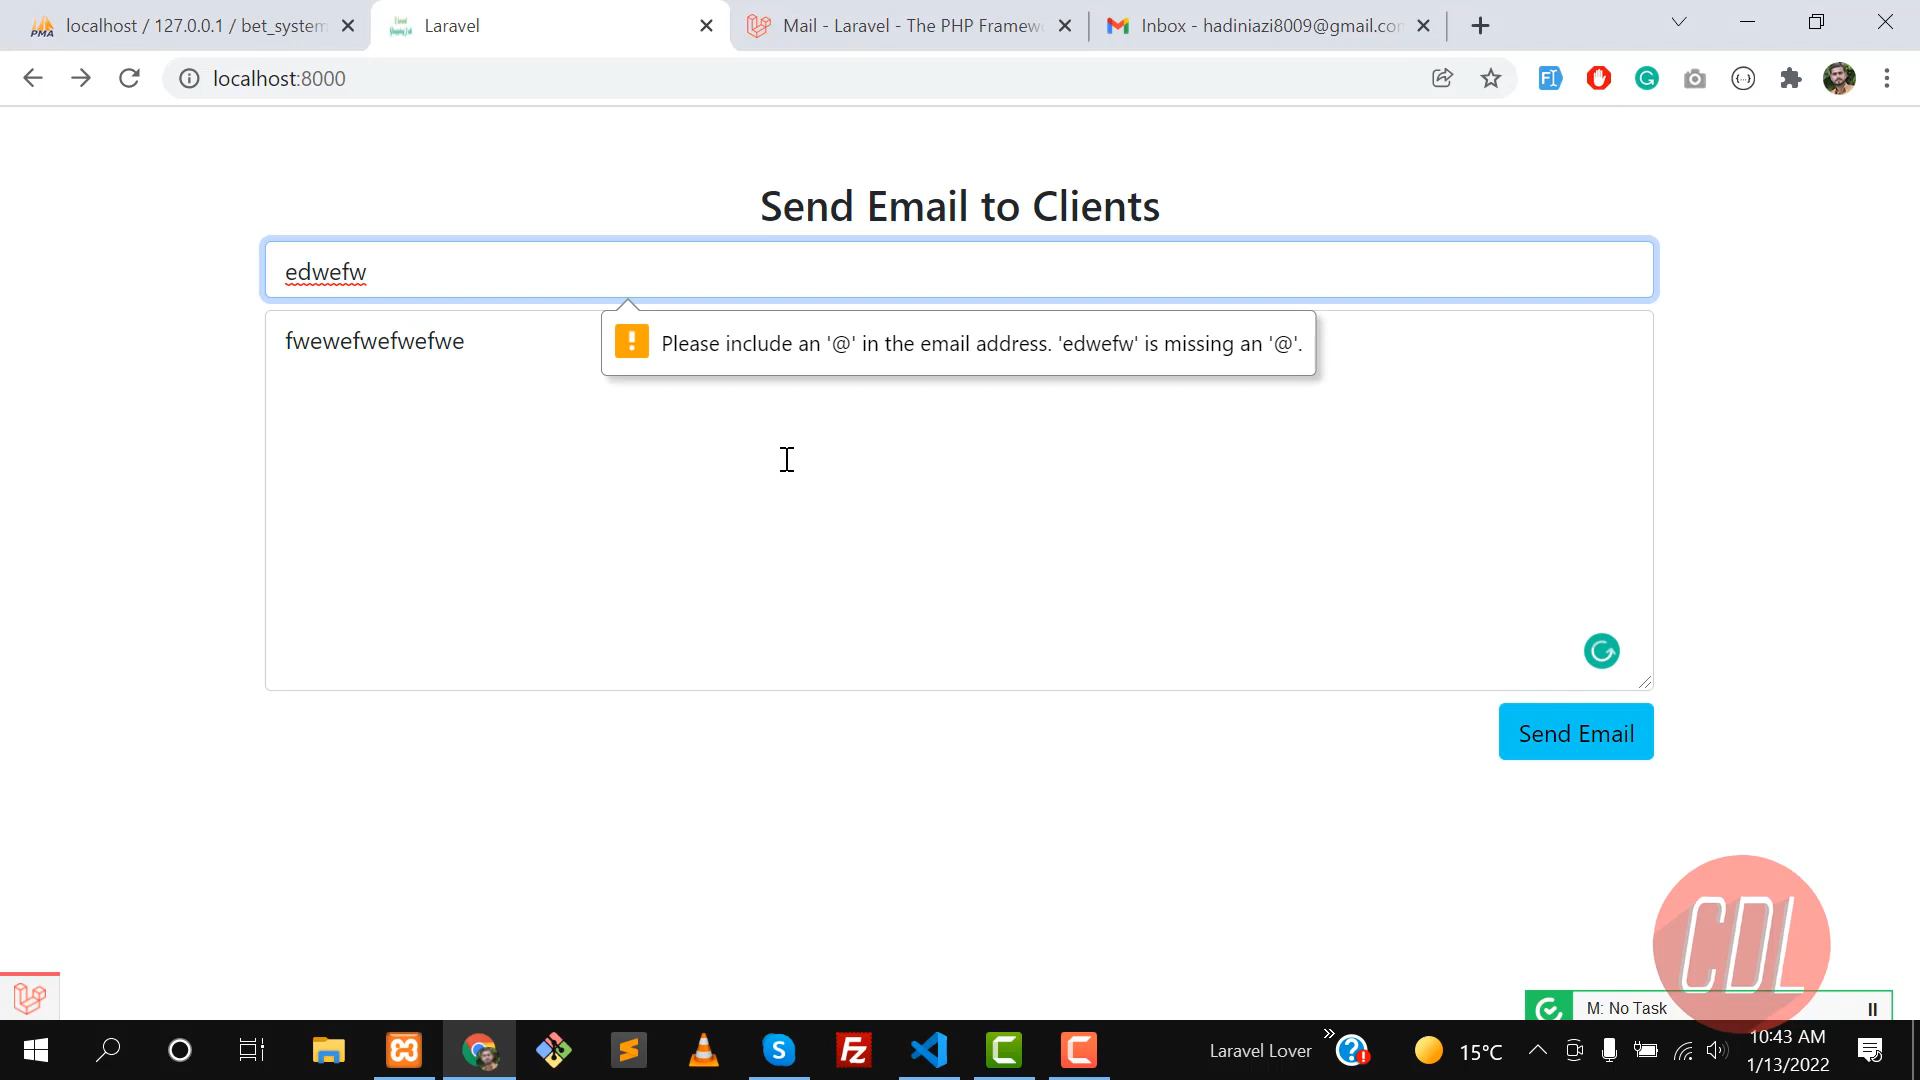 localhost / 127.0.0.1 / bet_system
Laravel
Mail - Laravel - The PHP Framew
Inbox - hadiniazi8009@gmail.co
localhost:8000
Send Email to Clients
edwefw
Please include an '@' in the email address. 'edwefw' is missing an '@'.
fwewefwefwefwe
Send Email
CDL
M: No Task
Laravel Lover
15°C
10:43 AM
1/13/2022